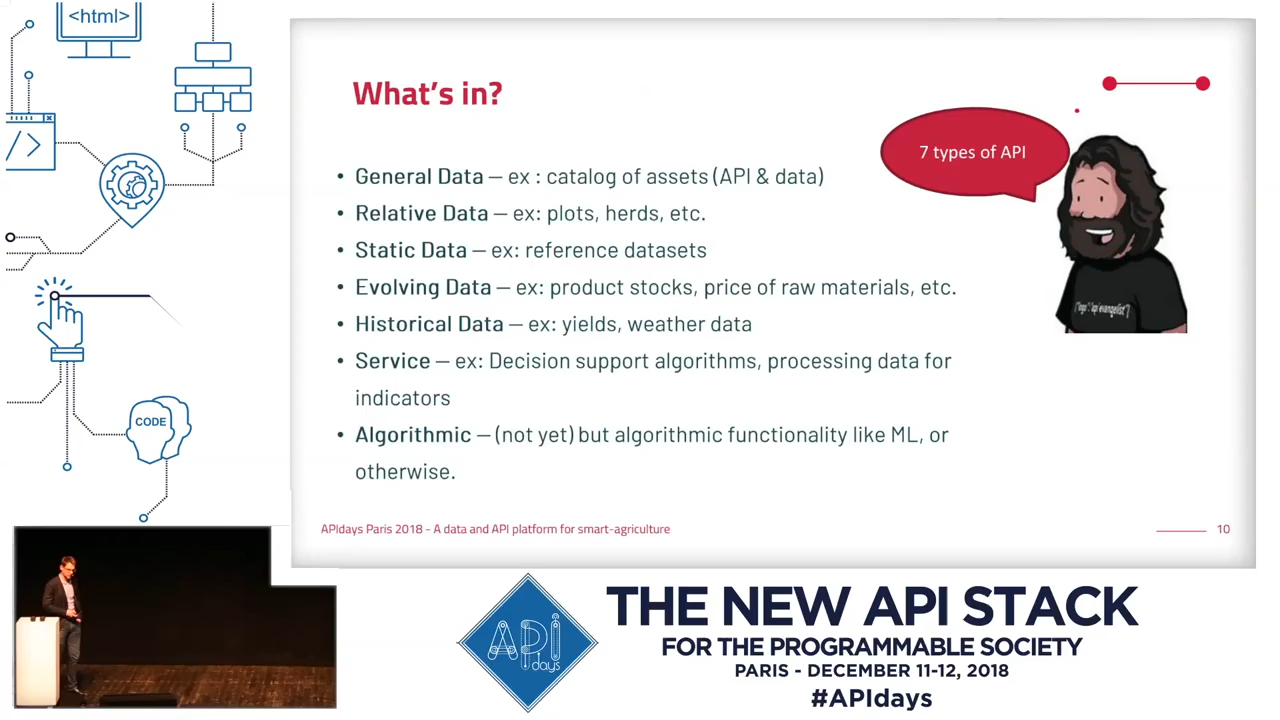 <html>
</>
CODE
What's in?
7 types of API
• General Data – ex : catalog of assets (API & data)
• Relative Data – ex: plots, herds, etc.
• Static Data – ex: reference datasets
• Evolving Data – ex: product stocks, price of raw materials, etc.
• Historical Data – ex: yields, weather data
• Service – ex: Decision support algorithms, processing data for
indicators
• Algorithmic – (not yet) but algorithmic functionality like ML, or
otherwise.
{"logo":"api evangelist"}
APIdays Paris 2018 - A data and API platform for smart-agriculture
10
API
days
THE NEW API STACK
FOR THE PROGRAMMABLE SOCIETY
PARIS - DECEMBER 11-12, 2018
#APIdays